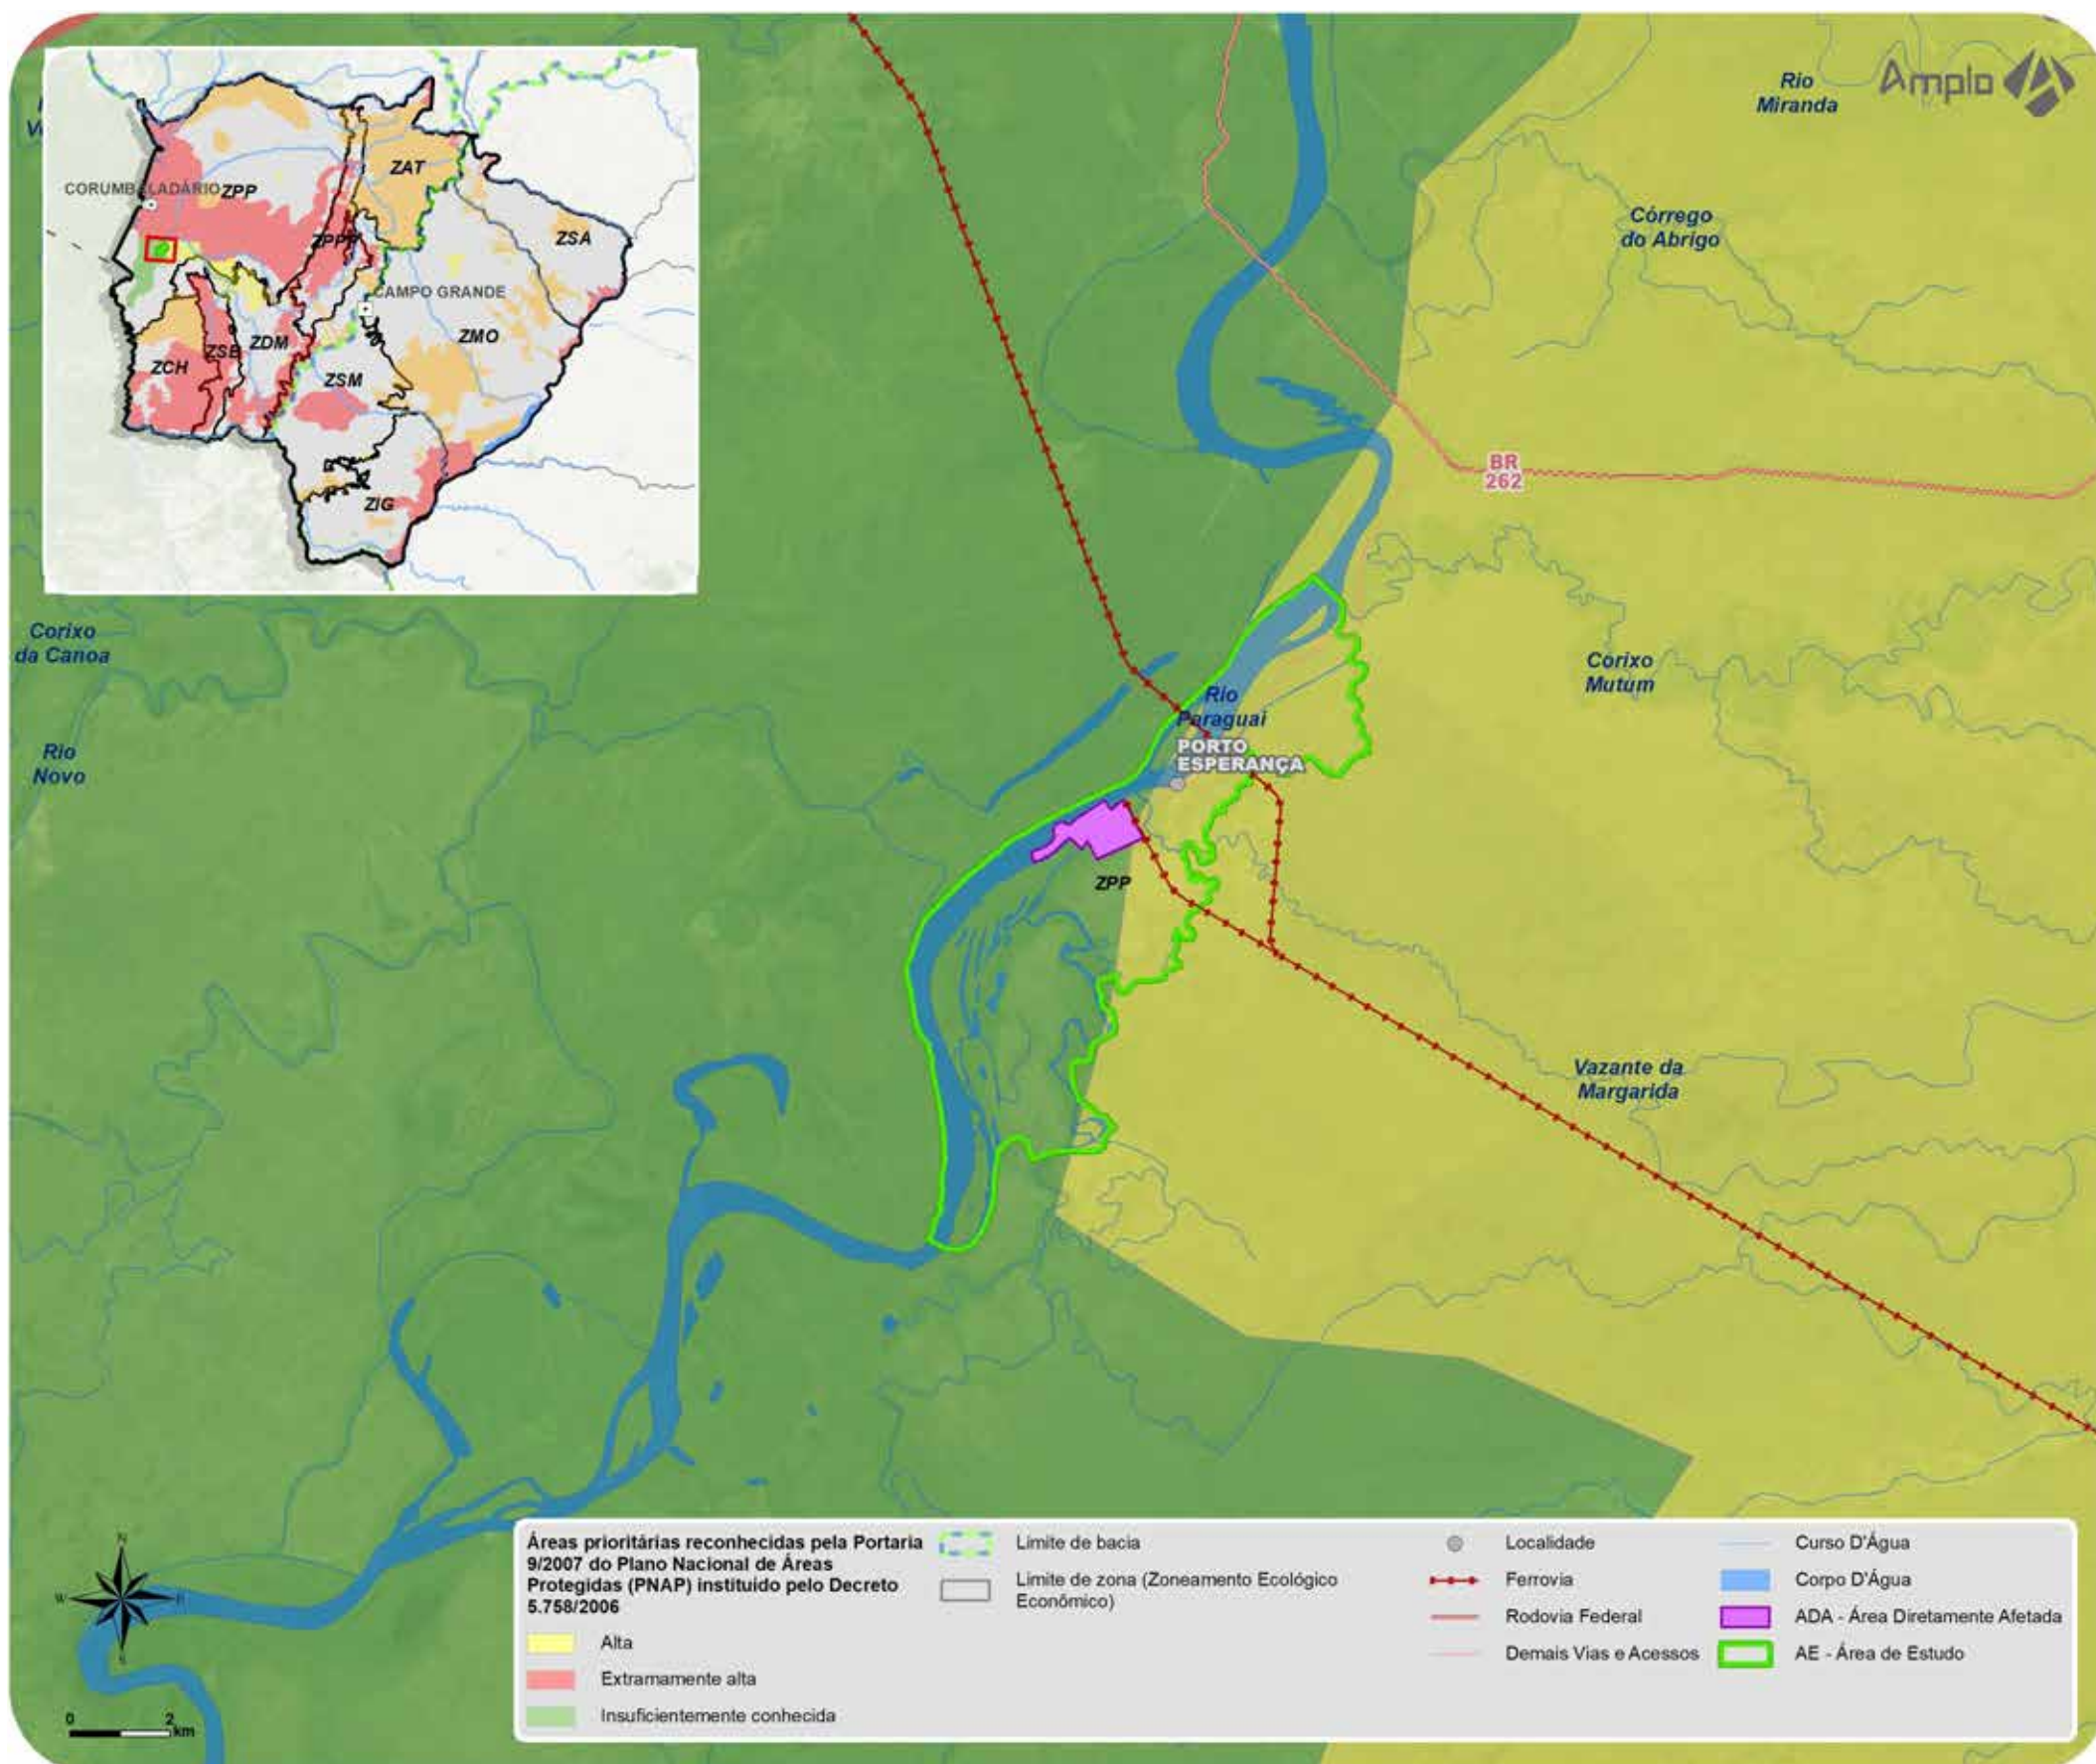 Amplo
Rio
Miranda
Córrego
do Abrigo
BR
262
Corixo
Mutum
Rio
Paraguai
PORTO
ESPERANÇA
ZPP
Vazante da
Margarida
Corixo
da Canoa
Rio
Novo
ZAT
ZPP
ZSA
CAMPO GRANDE
ZMO
ZDM
ZCH
ZSM
ZIG
N
W
E
S
0
2
km
Áreas prioritárias reconhecidas pela Portaria
9/2007 do Plano Nacional de Áreas
Protegidas (PNAP) instituído pelo Decreto
5.758/2006
Alta
Extramamente alta
Insuficientemente conhecida
Limite de bacia
Limite de zona (Zoneamento Ecológico
Econômico)
Localidade
Ferrovia
Rodovia Federal
Demais Vias e Acessos
Curso D'Água
Corpo D'Água
ADA - Área Diretamente Afetada
AE - Área de Estudo